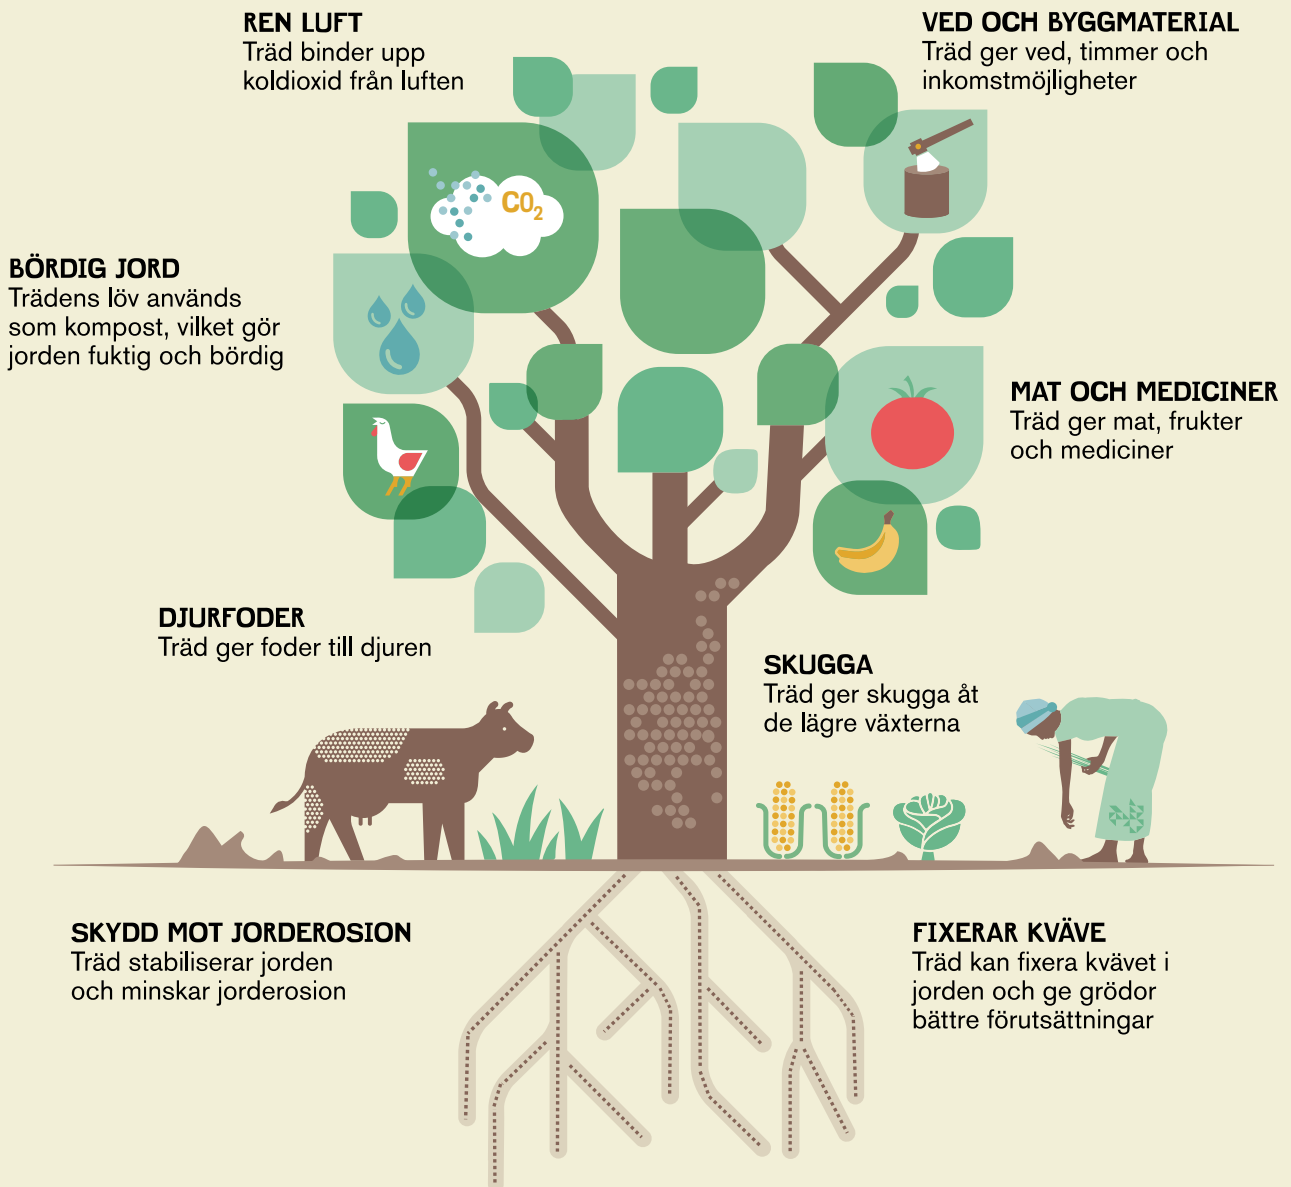 REN LUFT
Träd binder upp
koldioxid från luften
VED OCH BYGGMATERIAL
Träd ger ved, timmer och
inkomstmöjligheter
CO₂
BÖRDIG JORD
Trädens löv används
som kompost, vilket gör
jorden fuktig och bördig
MAT OCH MEDICINER
Träd ger mat, frukter
och mediciner
DJURFODER
Träd ger foder till djuren
SKUGGA
Träd ger skugga åt
de lägre växterna
SKYDD MOT JORDEROSION
Träd stabiliserar jorden
och minskar jorderosion
FIXERAR KVÄVE
Träd kan fixera kvävet i
jorden och ge grödor
bättre förutsättningar